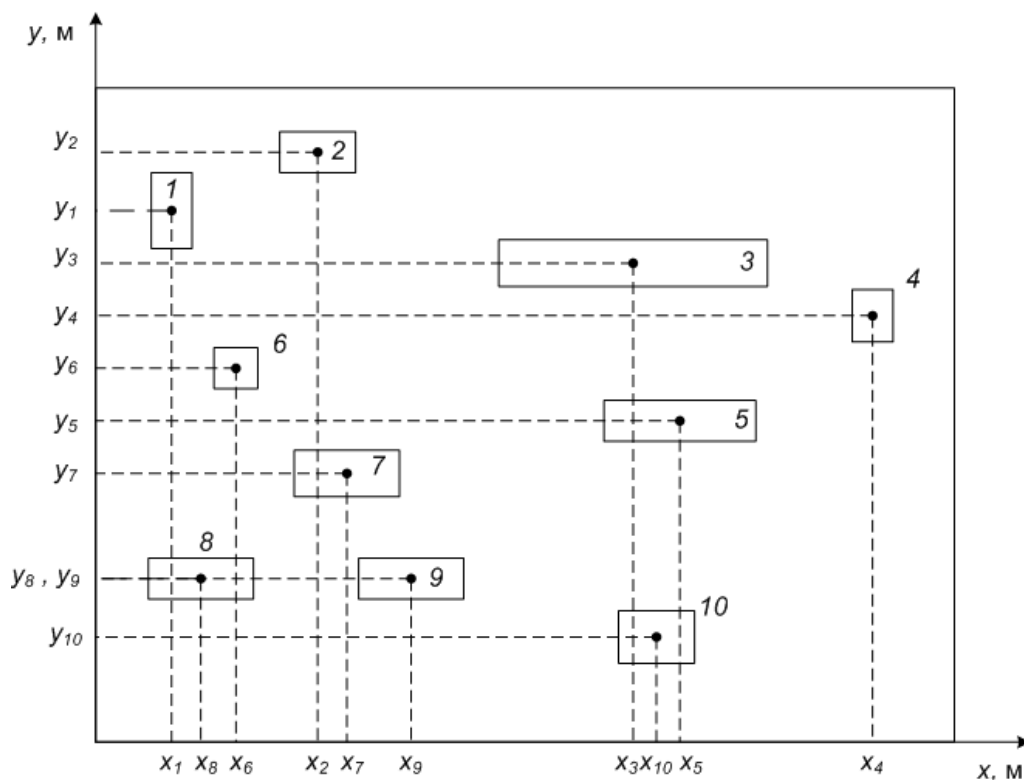 y, м
y₂
2
1
y₁
y₃
3
4
y₄
6
y₆
y₅
5
7
y₇
8
y₈ , y₉
9
10
y₁₀
x₁ x₈ x₆ x₂ x₇ x₉ x₃ x₁₀ x₅ x₄
x, м